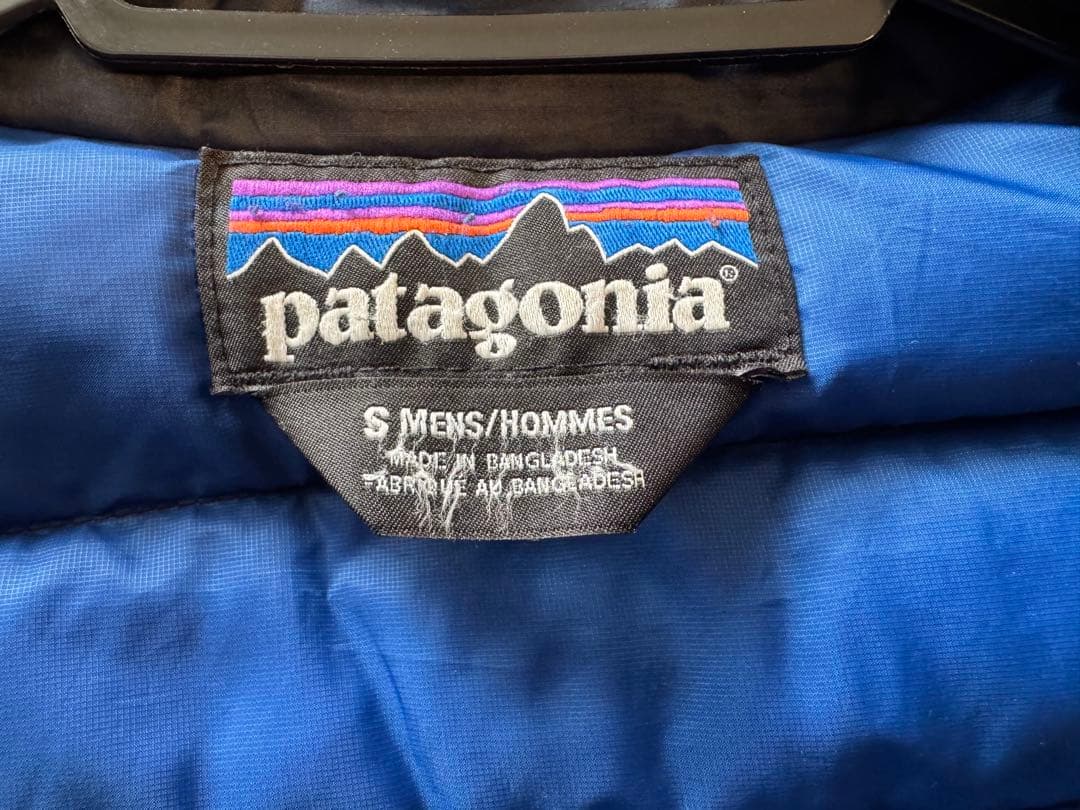 patagonia®
S MENS/HOMMES
MADE IN BANGLADESH
FABRIQUE AU BANGLADESH